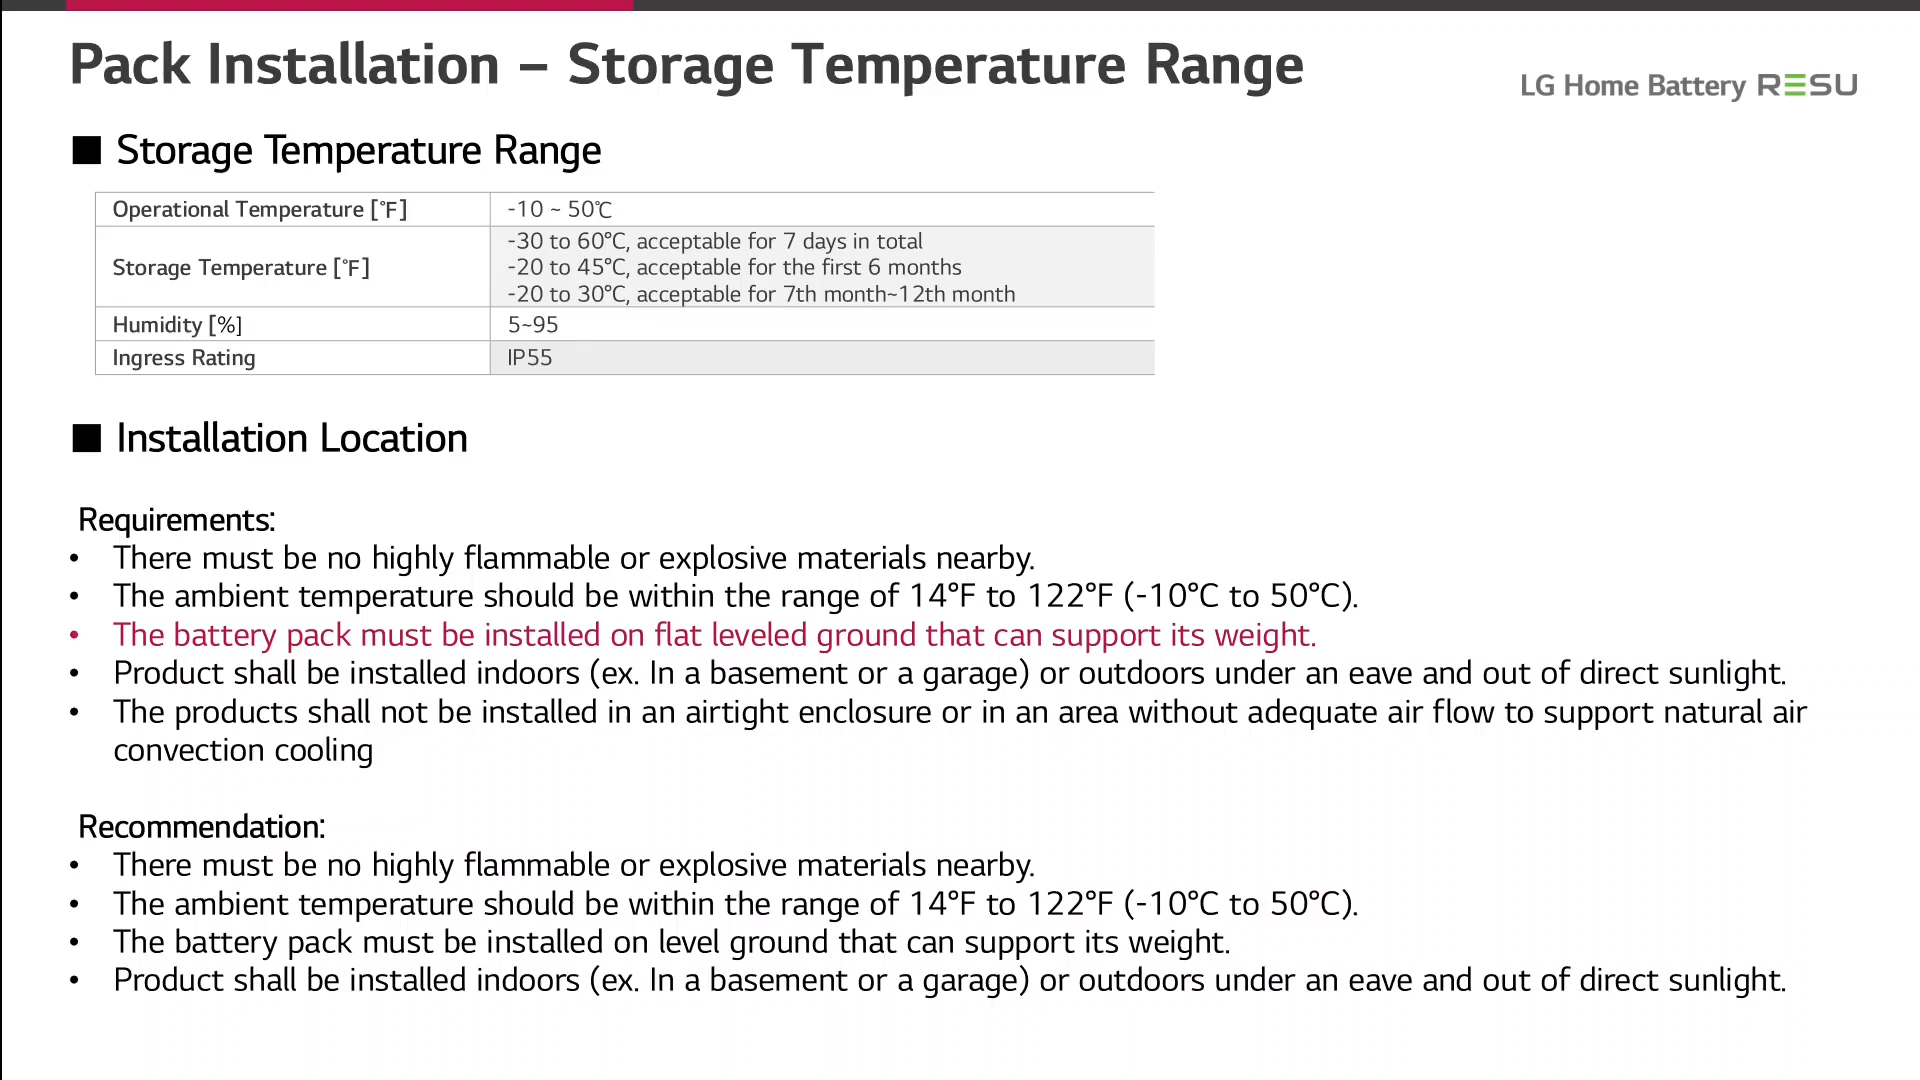 Pack Installation – Storage Temperature Range
LG Home Battery RESU
■ Storage Temperature Range
Operational Temperature [℉] -10 ~ 50℃
Storage Temperature [℉]
-30 to 60°C, acceptable for 7 days in total
-20 to 45°C, acceptable for the first 6 months
-20 to 30°C, acceptable for 7th month~12th month
Humidity [%] 5~95
Ingress Rating IP55
■ Installation Location
Requirements:
• There must be no highly flammable or explosive materials nearby.
• The ambient temperature should be within the range of 14°F to 122°F (-10°C to 50°C).
• The battery pack must be installed on flat leveled ground that can support its weight.
• Product shall be installed indoors (ex. In a basement or a garage) or outdoors under an eave and out of direct sunlight.
• The products shall not be installed in an airtight enclosure or in an area without adequate air flow to support natural air
convection cooling
Recommendation:
• There must be no highly flammable or explosive materials nearby.
• The ambient temperature should be within the range of 14°F to 122°F (-10°C to 50°C).
• The battery pack must be installed on level ground that can support its weight.
• Product shall be installed indoors (ex. In a basement or a garage) or outdoors under an eave and out of direct sunlight.